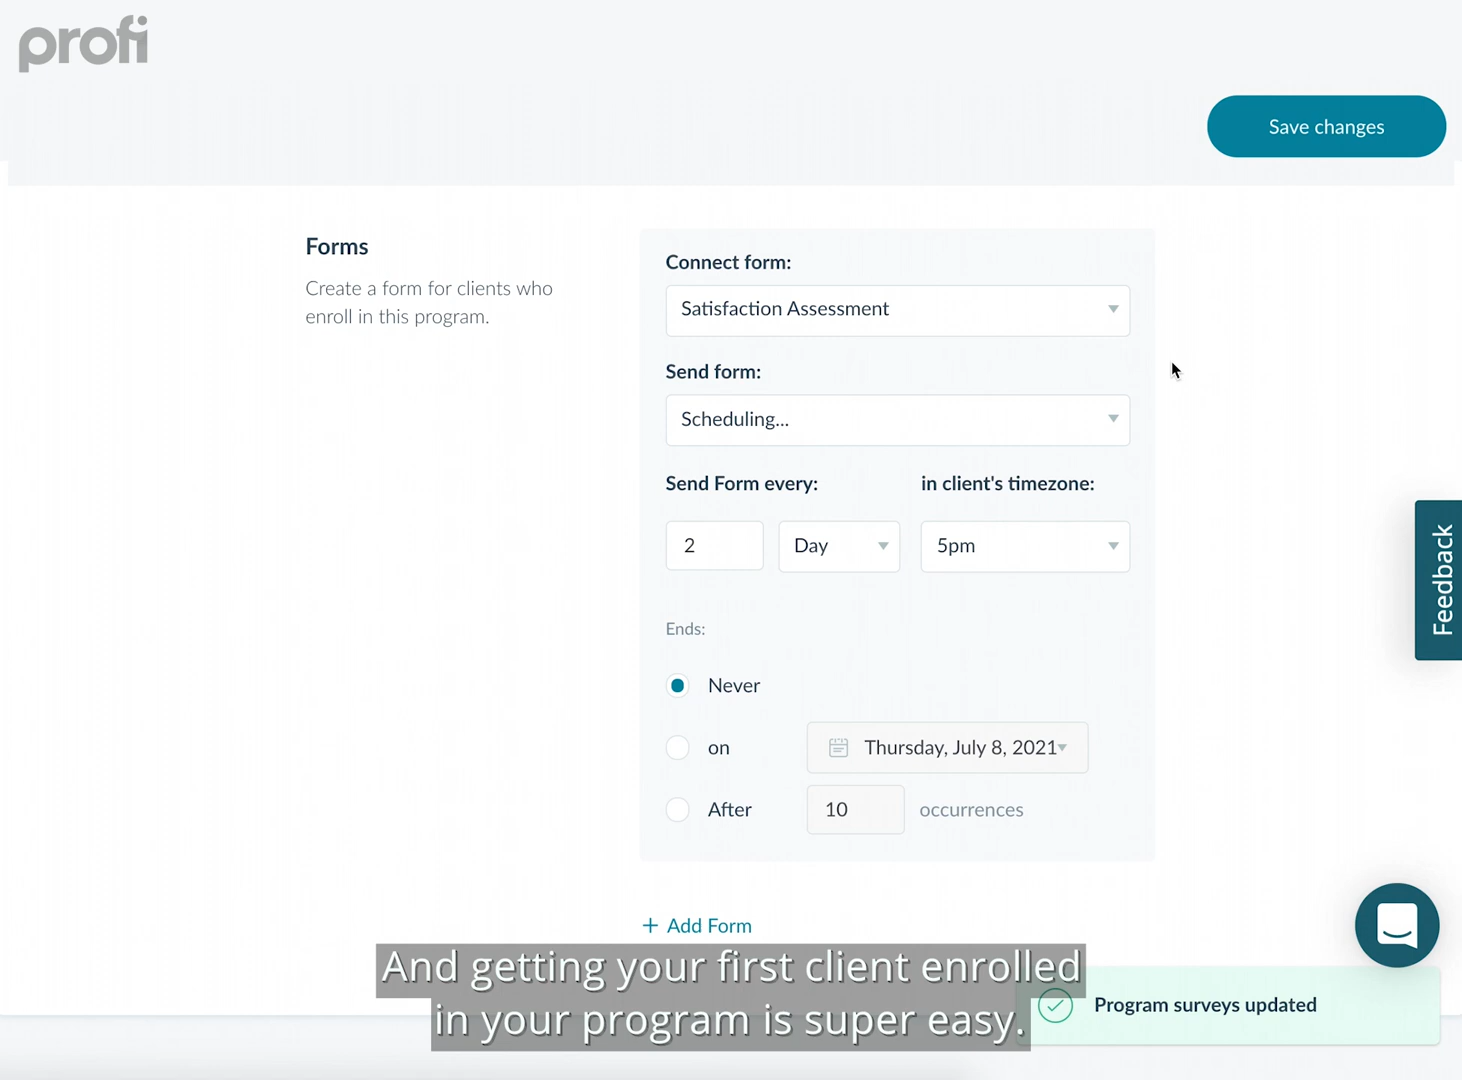 profi
Save changes
Forms
Create a form for clients who
enroll in this program.
Connect form:
Satisfaction Assessment
Send form:
Scheduling...
Send Form every:
in client's timezone:
2
Day
5pm
Ends:
Never
on
Thursday, July 8, 2021
After
10
occurrences
+ Add Form
Feedback
And getting your first client enrolled
in your program is super easy.
Program surveys updated